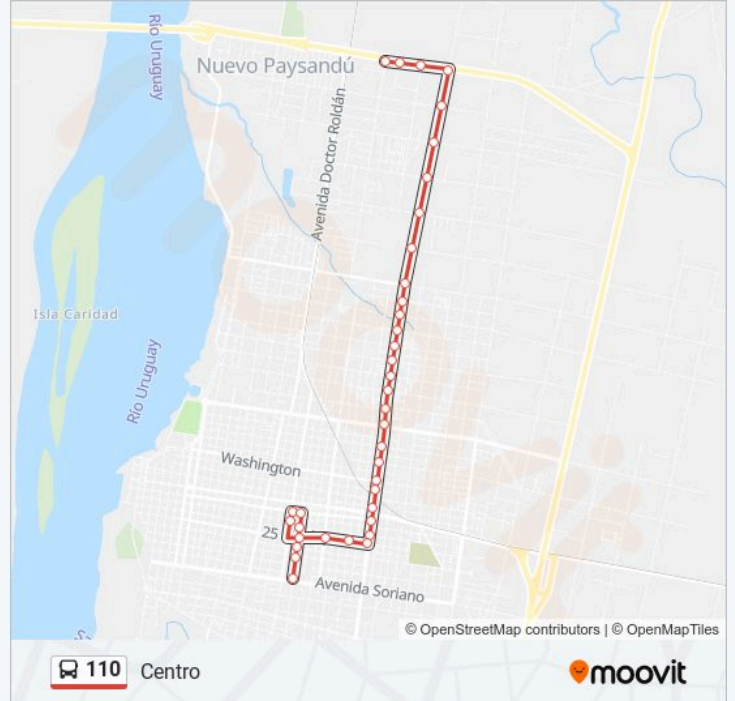 Río Uruguay
Nuevo Paysandú
Avenida Doctor Roldán
Isla Caridad
Río Uruguay
Washington
25
Avenida Soriano
© OpenStreetMap contributors | © OpenMapTiles
110 Centro
moovit